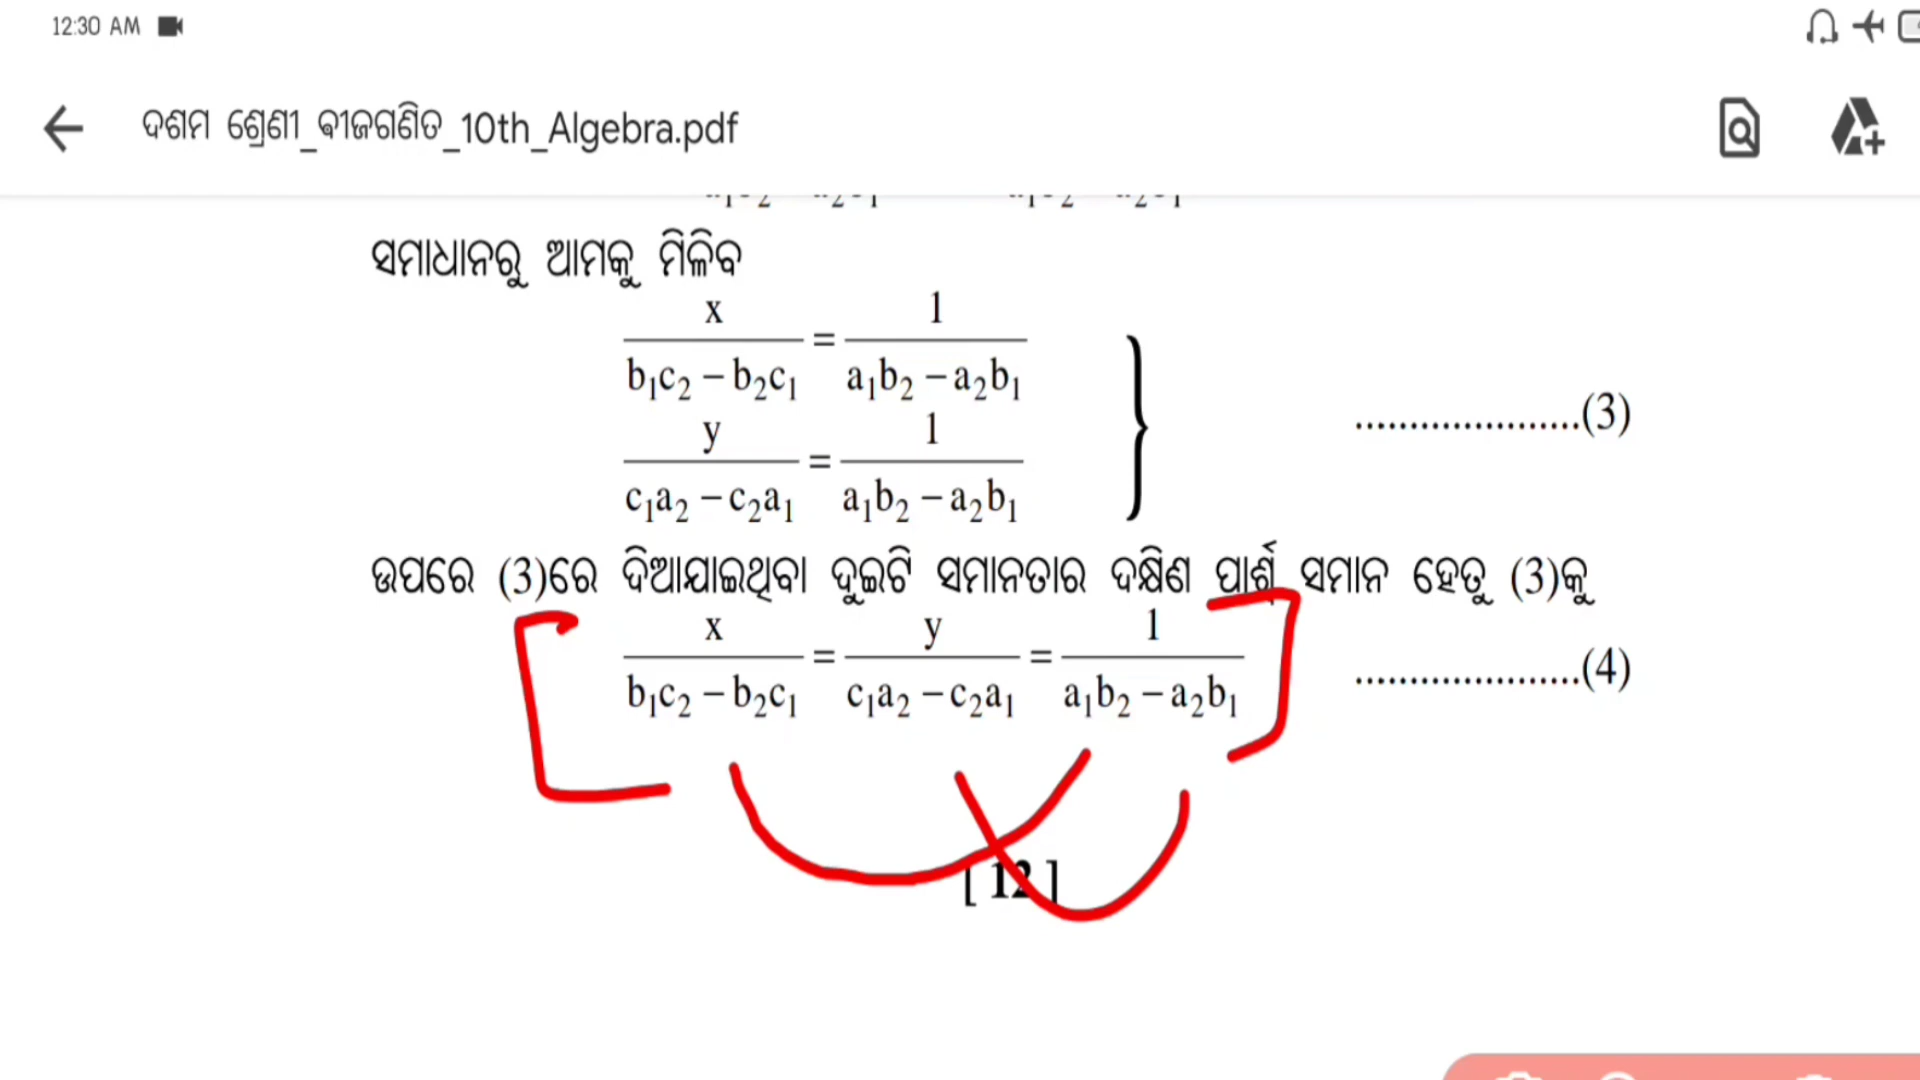 12:30 AM
ଦଶମ ଶ୍ରେଣୀ_ବୀଜଗଣିତ_10th_Algebra.pdf
ସମାଧାନରୁ ଆମକୁ ମିଳିବ
x / (b₁c₂ − b₂c₁) = 1 / (a₁b₂ − a₂b₁)
y / (c₁a₂ − c₂a₁) = 1 / (a₁b₂ − a₂b₁) } .....................(3)
ଉପରେ (3)ରେ ଦିଆଯାଇଥିବା ଦୁଇଟି ସମାନତାର ଦକ୍ଷିଣ ପାର୍ଶ୍ଵ ସମାନ ହେତୁ (3)କୁ
x / (b₁c₂ − b₂c₁) = y / (c₁a₂ − c₂a₁) = 1 / (a₁b₂ − a₂b₁) .....................(4)
[ 12 ]